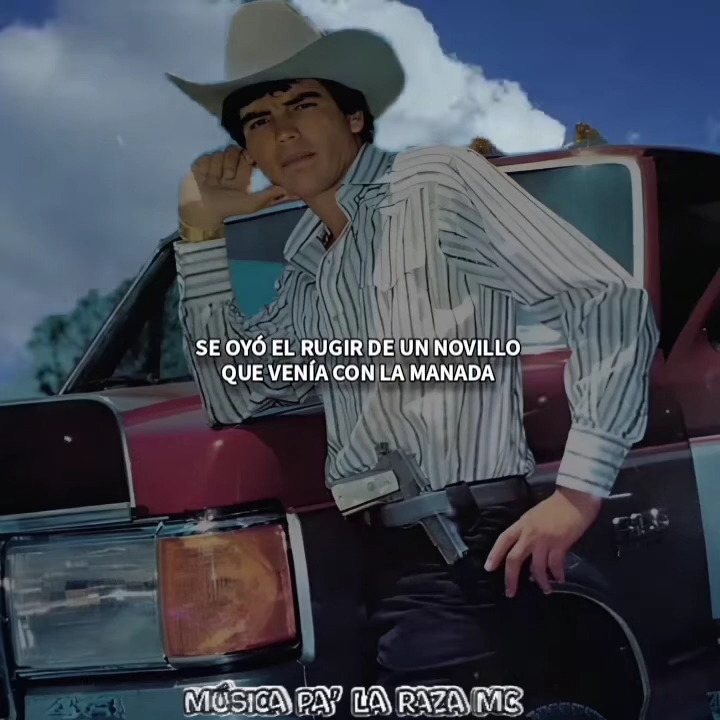 SE OYÓ EL RUGIR DE UN NOVILLO
QUE VENÍA CON LA MANADA
MÚSICA PA' LA RAZA MC